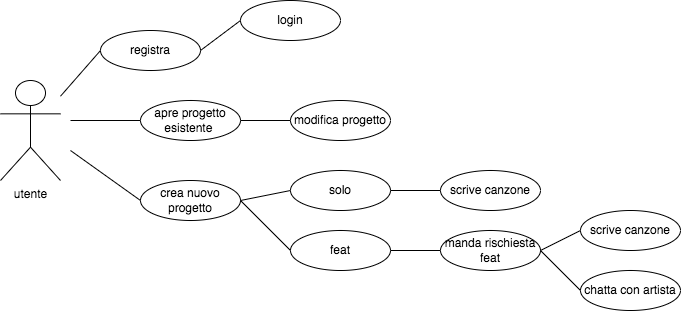 login
registra
apre progetto
esistente
modifica progetto
utente
crea nuovo
progetto
solo
scrive canzone
feat
manda rischiesta
feat
scrive canzone
chatta con artista